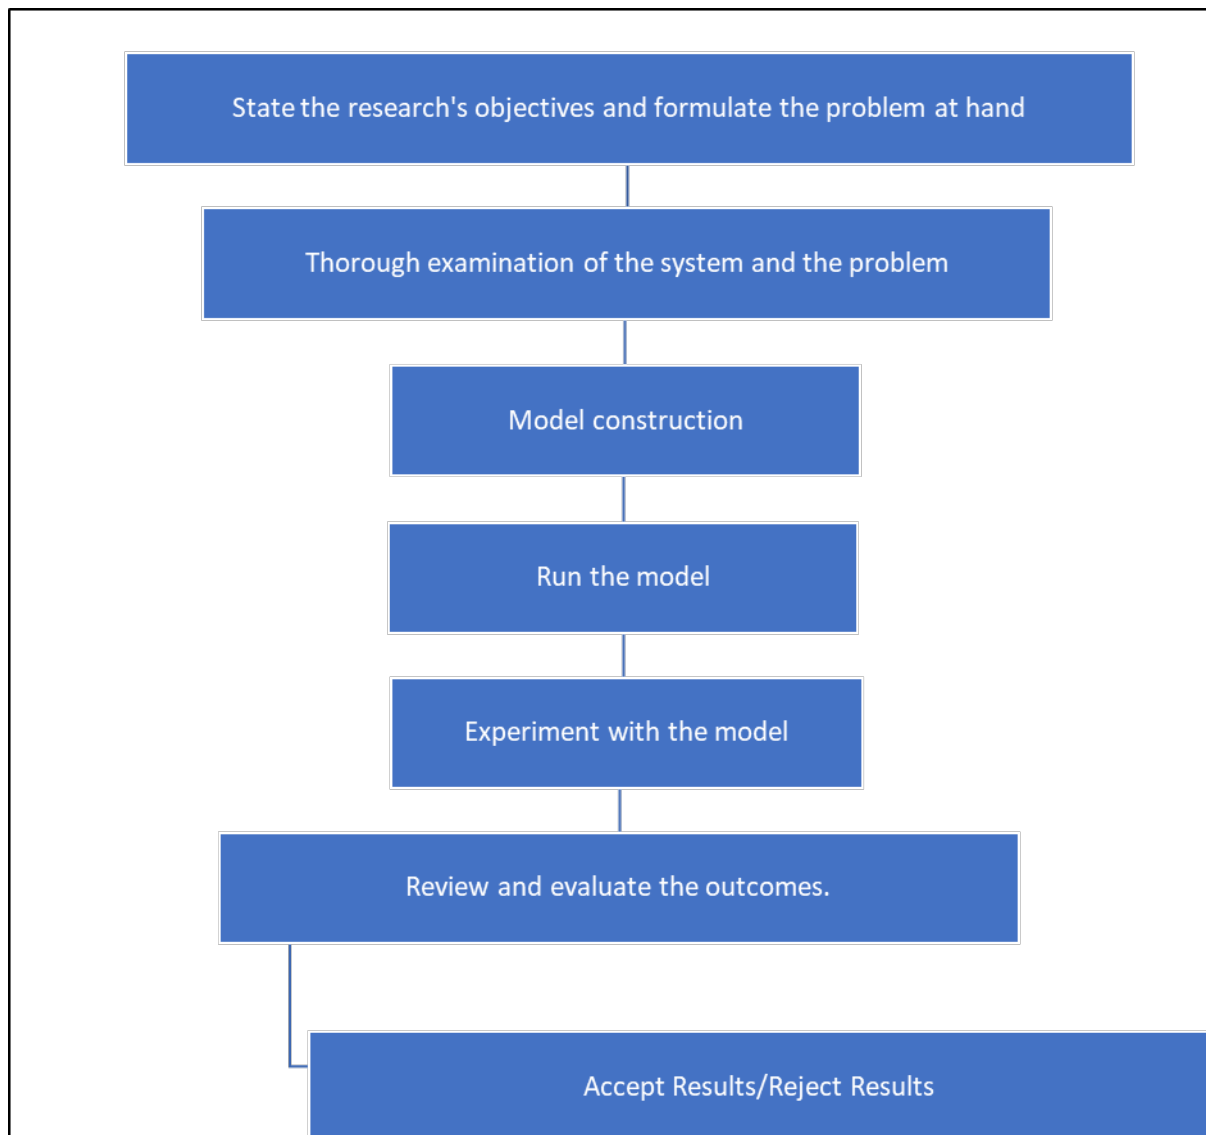 State the research's objectives and formulate the problem at hand
Thorough examination of the system and the problem
Model construction
Run the model
Experiment with the model
Review and evaluate the outcomes.
Accept Results/Reject Results